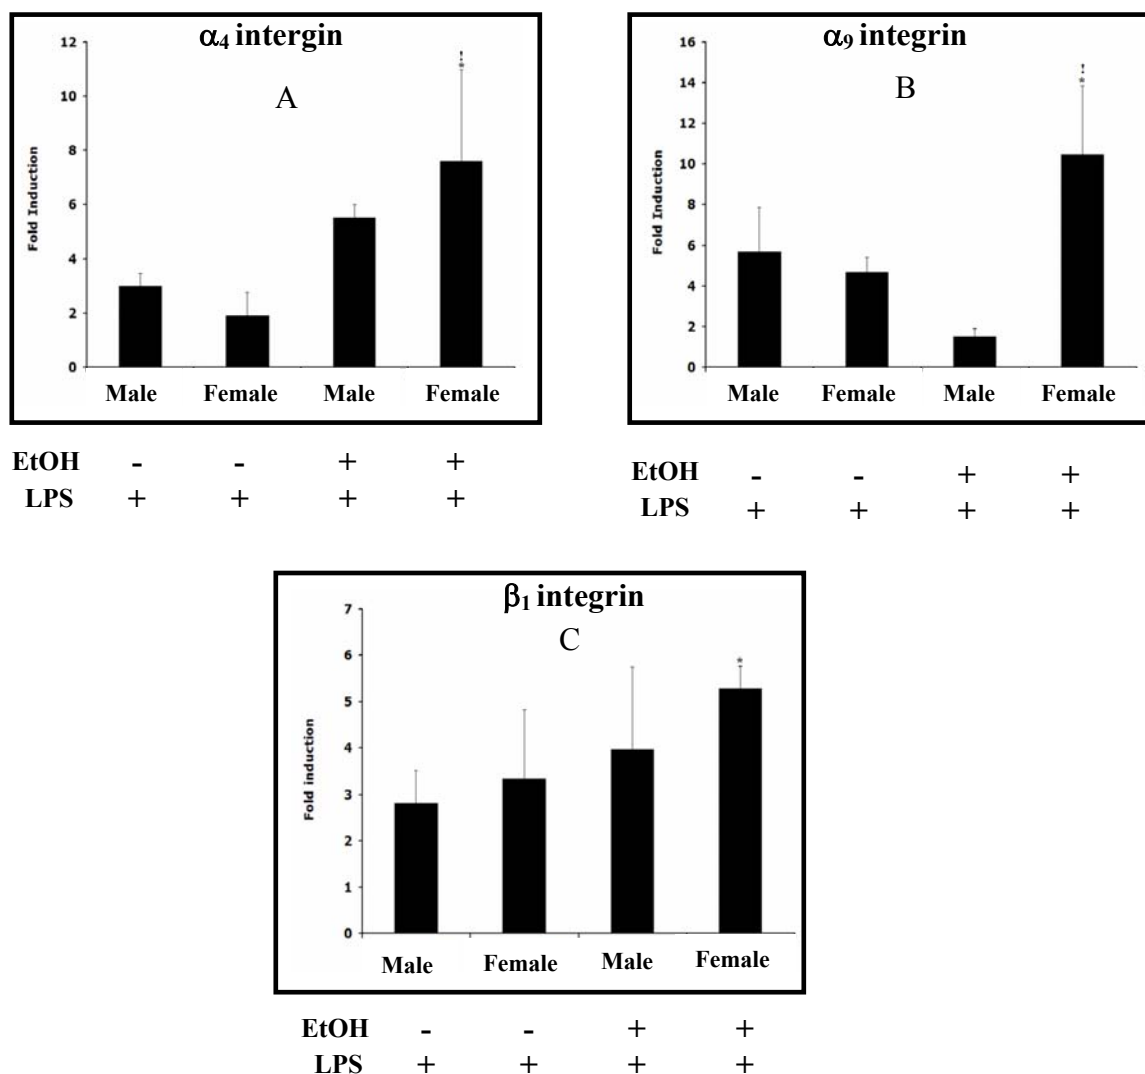 α4 intergin
A
12
10
8
6
4
2
0
Fold Induction
!
*
Male Female Male Female
EtOH - - + +
LPS + + + +
α9 integrin
B
16
14
12
10
8
6
4
2
0
Fold Induction
!
*
Male Female Male Female
EtOH - - + +
LPS + + + +
β1 integrin
C
7
6
5
4
3
2
1
0
Fold induction
*
Male Female Male Female
EtOH - - + +
LPS + + + +